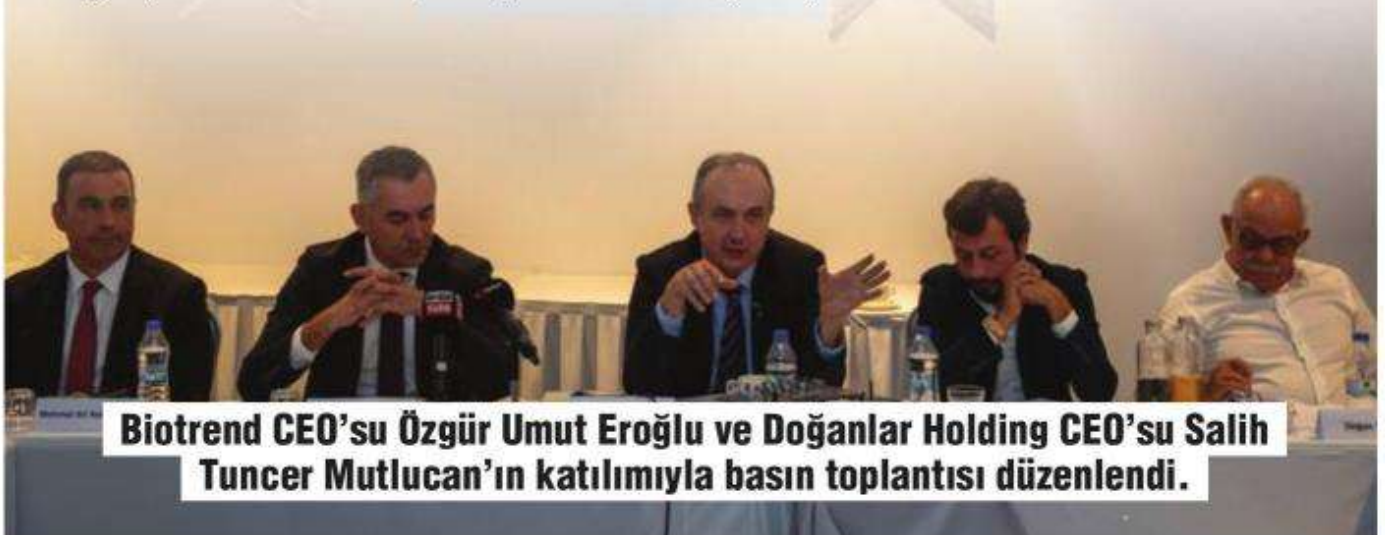 Biotrend CEO'su Özgür Umut Eroğlu ve Doğanlar Holding CEO'su Salih
Tuncer Mutlucan'ın katılımıyla basın toplantısı düzenlendi.